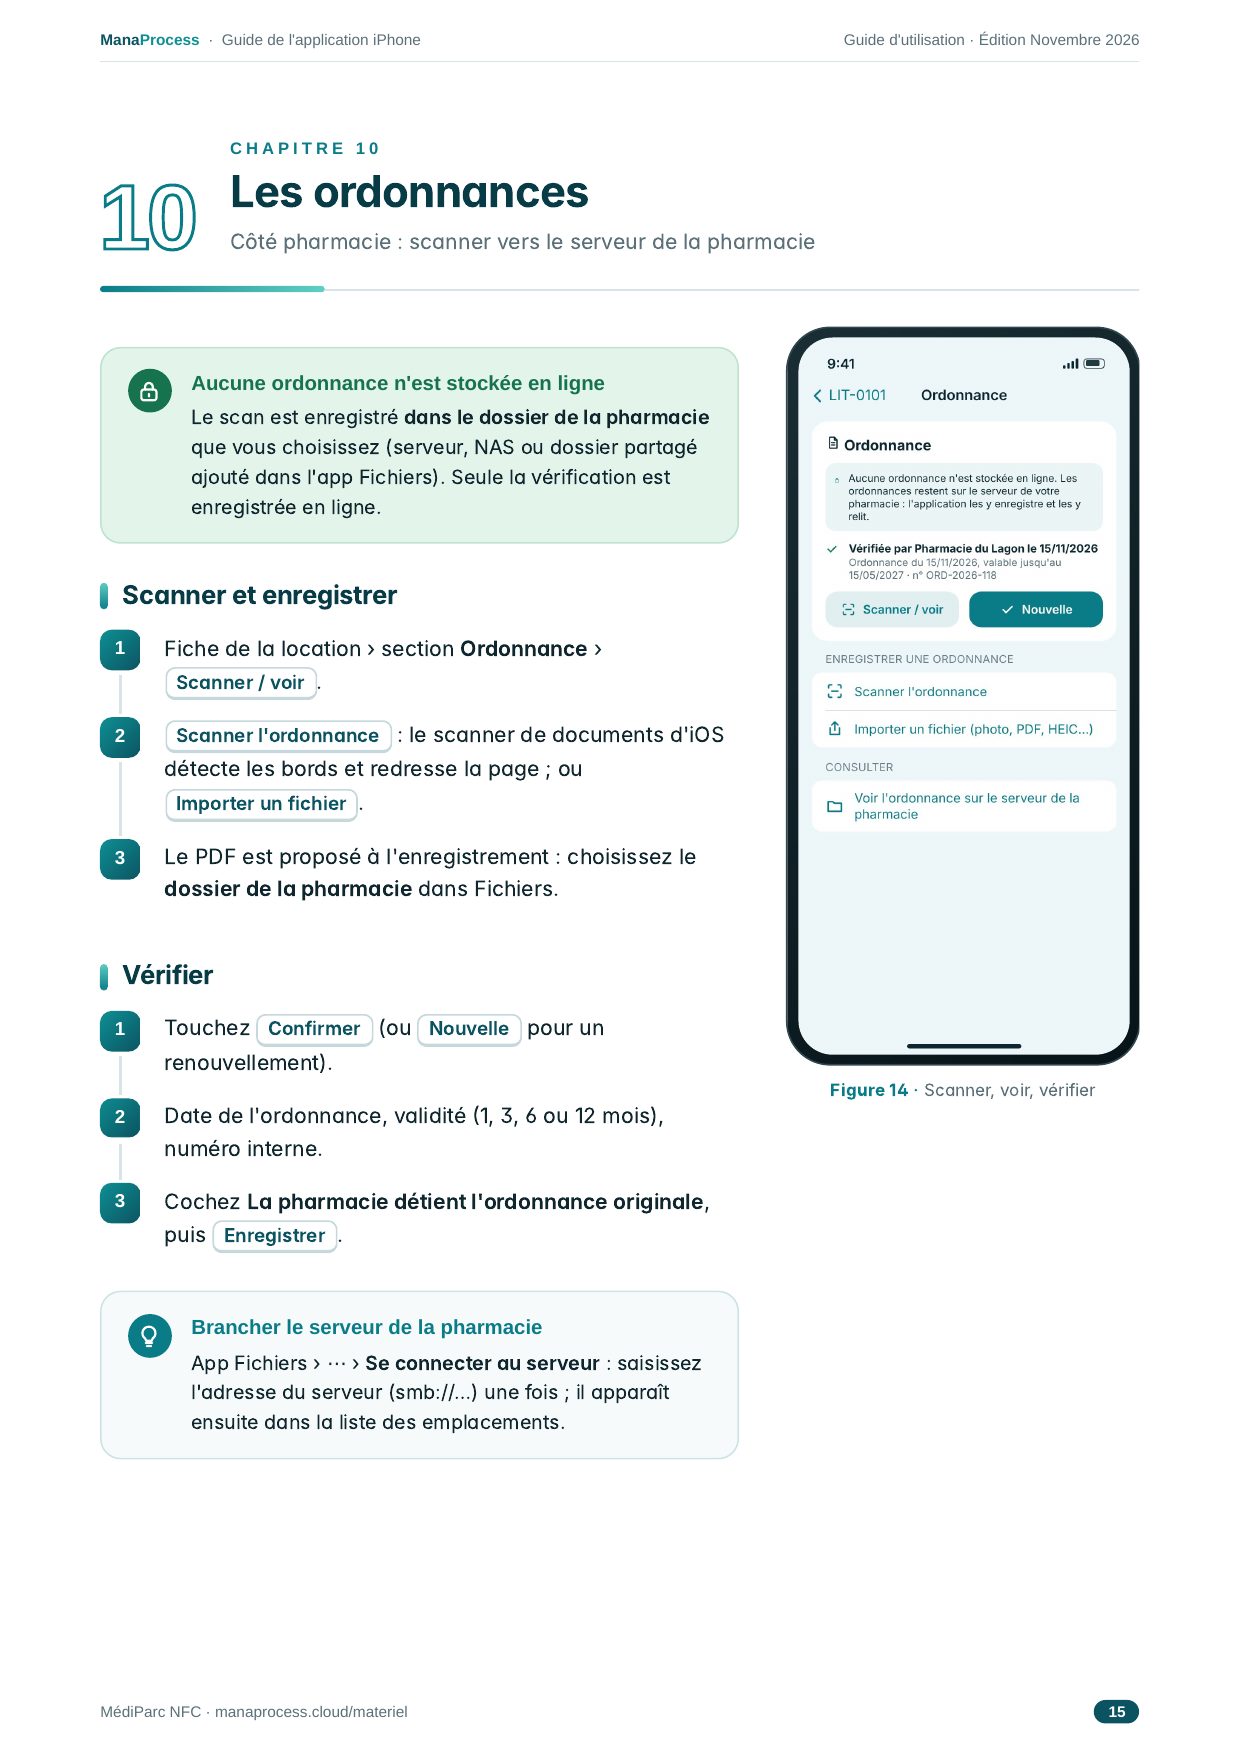 ManaProcess · Guide de l'application iPhone
Guide d'utilisation · Édition Novembre 2026
CHAPITRE 10
10
Les ordonnances
Côté pharmacie : scanner vers le serveur de la pharmacie
Aucune ordonnance n'est stockée en ligne
Le scan est enregistré dans le dossier de la pharmacie
que vous choisissez (serveur, NAS ou dossier partagé
ajouté dans l'app Fichiers). Seule la vérification est
enregistrée en ligne.
Scanner et enregistrer
1
Fiche de la location › section Ordonnance ›
Scanner / voir.
2
Scanner l'ordonnance : le scanner de documents d'iOS
détecte les bords et redresse la page ; ou
Importer un fichier.
3
Le PDF est proposé à l'enregistrement : choisissez le
dossier de la pharmacie dans Fichiers.
Vérifier
1
Touchez Confirmer (ou Nouvelle pour un
renouvellement).
2
Date de l'ordonnance, validité (1, 3, 6 ou 12 mois),
numéro interne.
3
Cochez La pharmacie détient l'ordonnance originale,
puis Enregistrer.
Brancher le serveur de la pharmacie
App Fichiers › ··· › Se connecter au serveur : saisissez
l'adresse du serveur (smb://…) une fois ; il apparaît
ensuite dans la liste des emplacements.
9:41
LIT-0101
Ordonnance
Ordonnance
Aucune ordonnance n'est stockée en ligne. Les
ordonnances restent sur le serveur de votre
pharmacie : l'application les y enregistre et les y
relit.
Vérifiée par Pharmacie du Lagon le 15/11/2026
Ordonnance du 15/11/2026, valable jusqu'au
15/05/2027 · n° ORD-2026-118
Scanner / voir
Nouvelle
ENREGISTRER UNE ORDONNANCE
Scanner l'ordonnance
Importer un fichier (photo, PDF, HEIC…)
CONSULTER
Voir l'ordonnance sur le serveur de la
pharmacie
Figure 14 · Scanner, voir, vérifier
MédiParc NFC · manaprocess.cloud/materiel
15